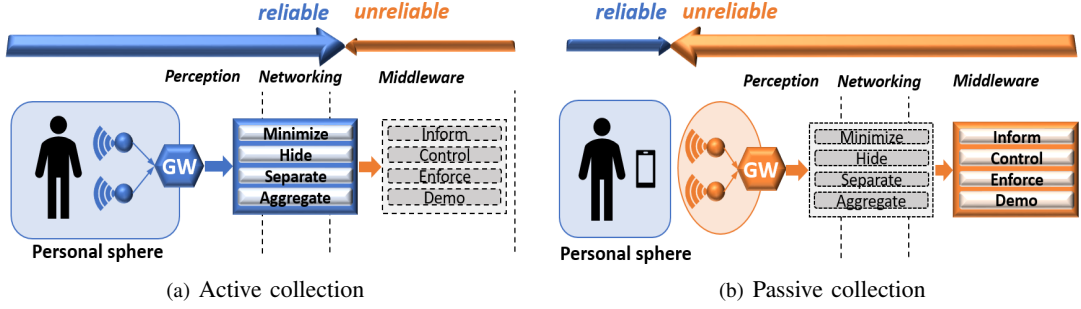 reliable unreliable
Perception Networking Middleware
GW
Minimize
Hide
Separate
Aggregate
Inform
Control
Enforce
Demo
Personal sphere
(a) Active collection
reliable unreliable
Perception Networking Middleware
GW
Minimize
Hide
Separate
Aggregate
Inform
Control
Enforce
Demo
Personal sphere
(b) Passive collection